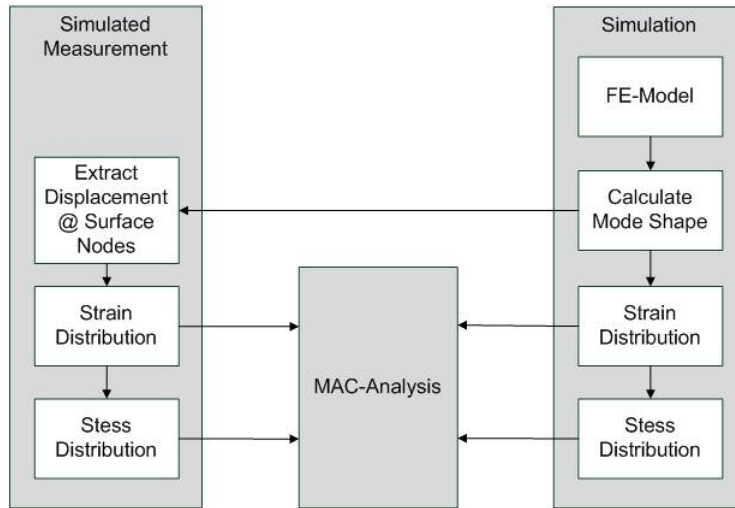 Simulated
Measurement
Extract
Displacement
@ Surface
Nodes
Strain
Distribution
Stess
Distribution
MAC-Analysis
Simulation
FE-Model
Calculate
Mode Shape
Strain
Distribution
Stess
Distribution